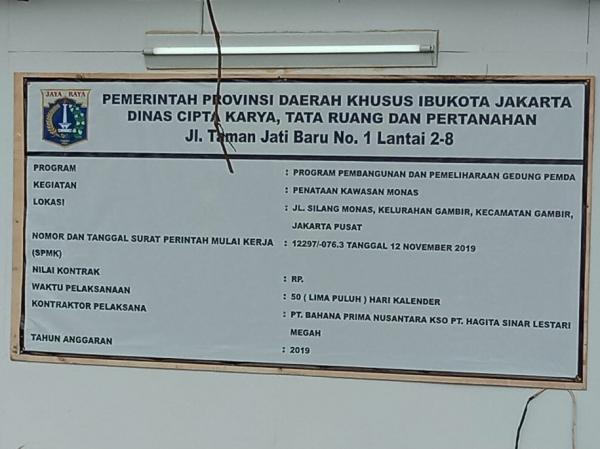 JAYA RAYA
PEMERINTAH PROVINSI DAERAH KHUSUS IBUKOTA JAKARTA
DINAS CIPTA KARYA, TATA RUANG DAN PERTANAHAN
Jl. Taman Jati Baru No. 1 Lantai 2-8
PROGRAM : PROGRAM PEMBANGUNAN DAN PEMELIHARAAN GEDUNG PEMDA
KEGIATAN : PENATAAN KAWASAN MONAS
LOKASI : JL. SILANG MONAS, KELURAHAN GAMBIR, KECAMATAN GAMBIR,
JAKARTA PUSAT
NOMOR DAN TANGGAL SURAT PERINTAH MULAI KERJA : 12297/-076.3 TANGGAL 12 NOVEMBER 2019
(SPMK)
NILAI KONTRAK : RP.
WAKTU PELAKSANAAN : 50 ( LIMA PULUH ) HARI KALENDER
KONTRAKTOR PELAKSANA : PT. BAHANA PRIMA NUSANTARA KSO PT. HAGITA SINAR LESTARI
MEGAH
TAHUN ANGGARAN : 2019